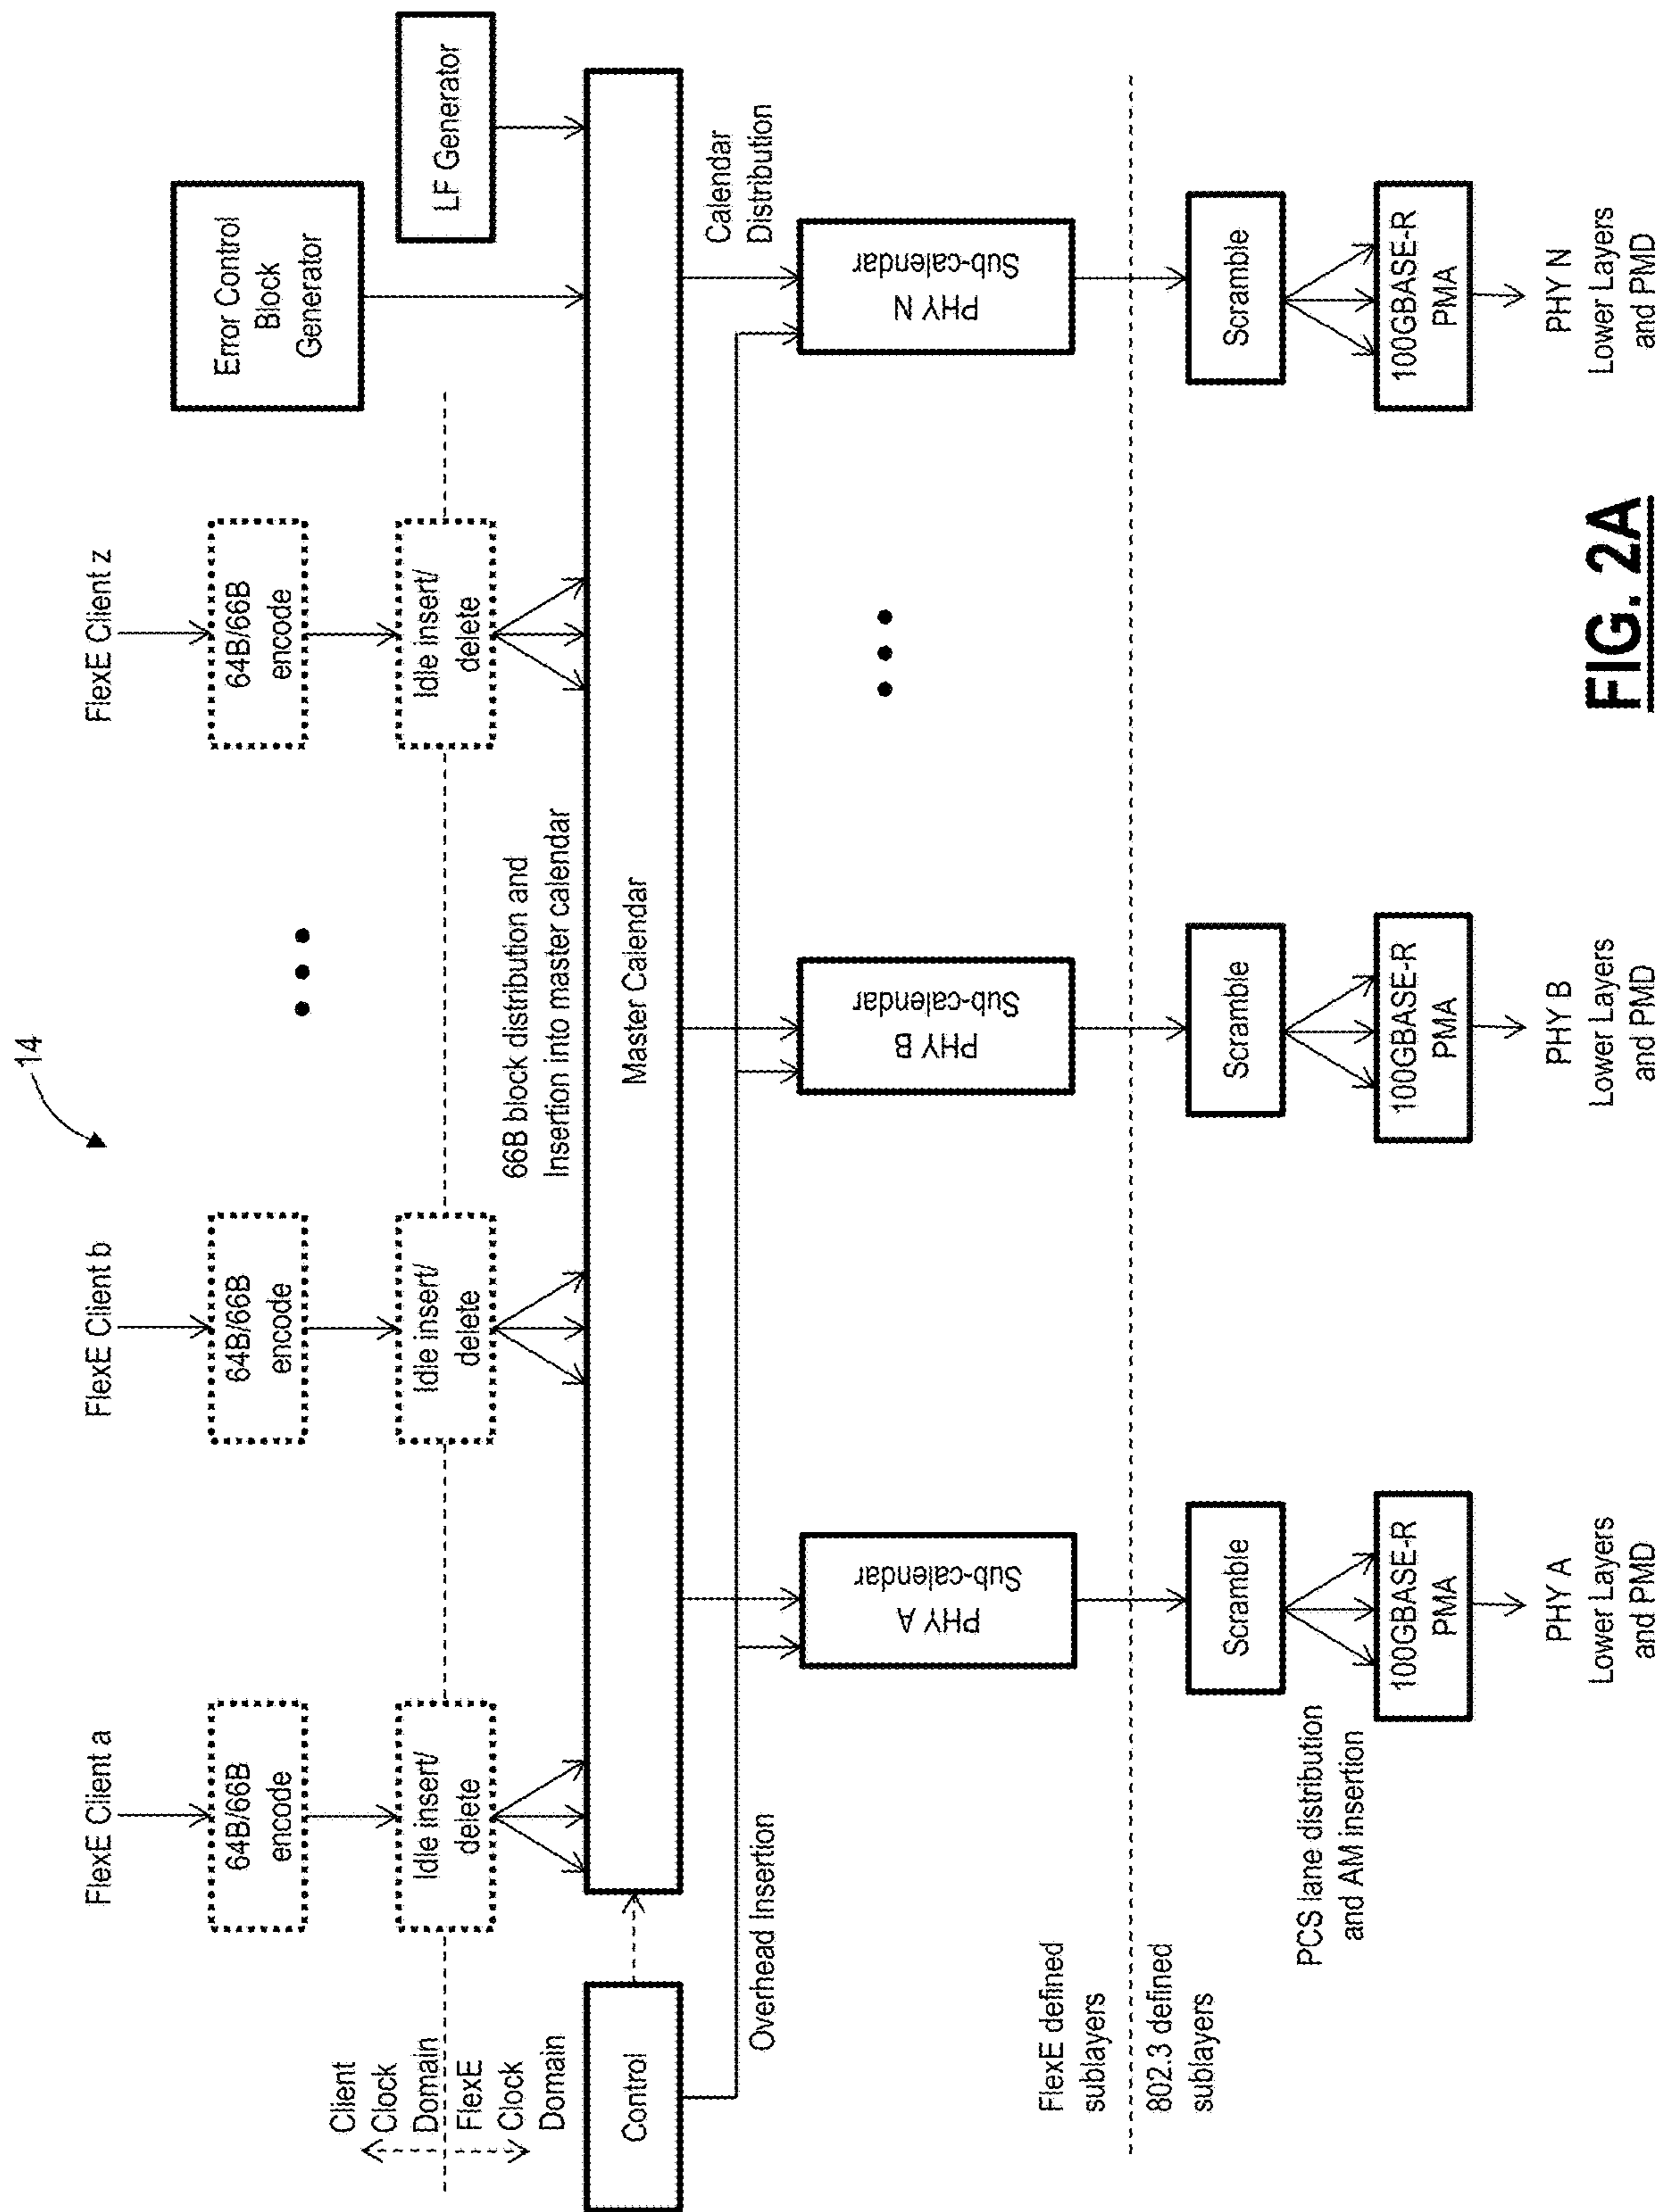 14
FlexE Client a
FlexE Client b
FlexE Client z
64B/66B
encode
64B/66B
encode
64B/66B
encode
Error Control
Block
Generator
LF Generator
Client
Clock
Domain
FlexE
Clock
Domain
Idle insert/
delete
Idle insert/
delete
Idle insert/
delete
66B block distribution and
Insertion into master calendar
Control
Master Calendar
Overhead Insertion
Calendar
Distribution
PHY A
Sub-calendar
PHY B
Sub-calendar
PHY N
Sub-calendar
FlexE defined
sublayers
802.3 defined
sublayers
Scramble
Scramble
Scramble
PCS lane distribution
and AM insertion
100GBASE-R
PMA
100GBASE-R
PMA
100GBASE-R
PMA
PHY A
Lower Layers
and PMD
PHY B
Lower Layers
and PMD
PHY N
Lower Layers
and PMD
FIG. 2A